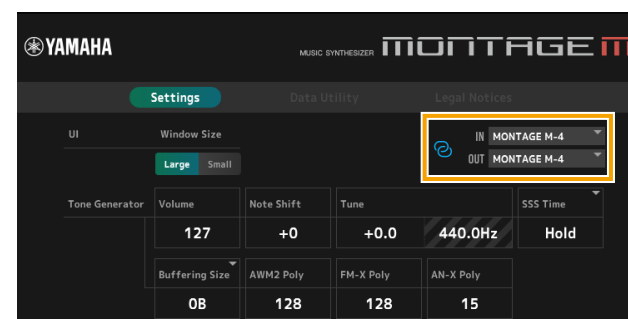 YAMAHA MUSIC SYNTHESIZER MONTAGE M
Settings Data Utility Legal Notices
UI Window Size IN MONTAGE M-4
Large Small OUT MONTAGE M-4
Tone Generator Volume Note Shift Tune SSS Time
127 +0 +0.0 440.0Hz Hold
Buffering Size AWM2 Poly FM-X Poly AN-X Poly
0B 128 128 15